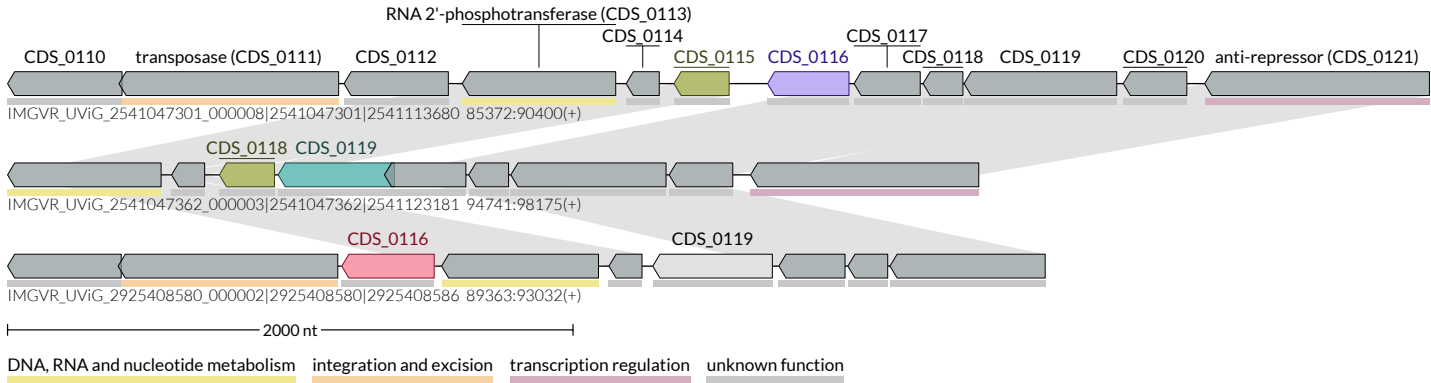 RNA 2'-phosphotransferase (CDS_0113)
CDS_0114 CDS_0117
CDS_0110 transposase (CDS_0111) CDS_0112 CDS_0115 CDS_0116 CDS_0118 CDS_0119 CDS_0120 anti-repressor (CDS_0121)
IMGVR_UViG_2541047301_000008|2541047301|2541113680 85372:90400(+)
CDS_0118 CDS_0119
IMGVR_UViG_2541047362_000003|2541047362|2541123181 94741:98175(+)
CDS_0116 CDS_0119
IMGVR_UViG_2925408580_000002|2925408580|2925408586 89363:93032(+)
2000 nt
DNA, RNA and nucleotide metabolism integration and excision transcription regulation unknown function